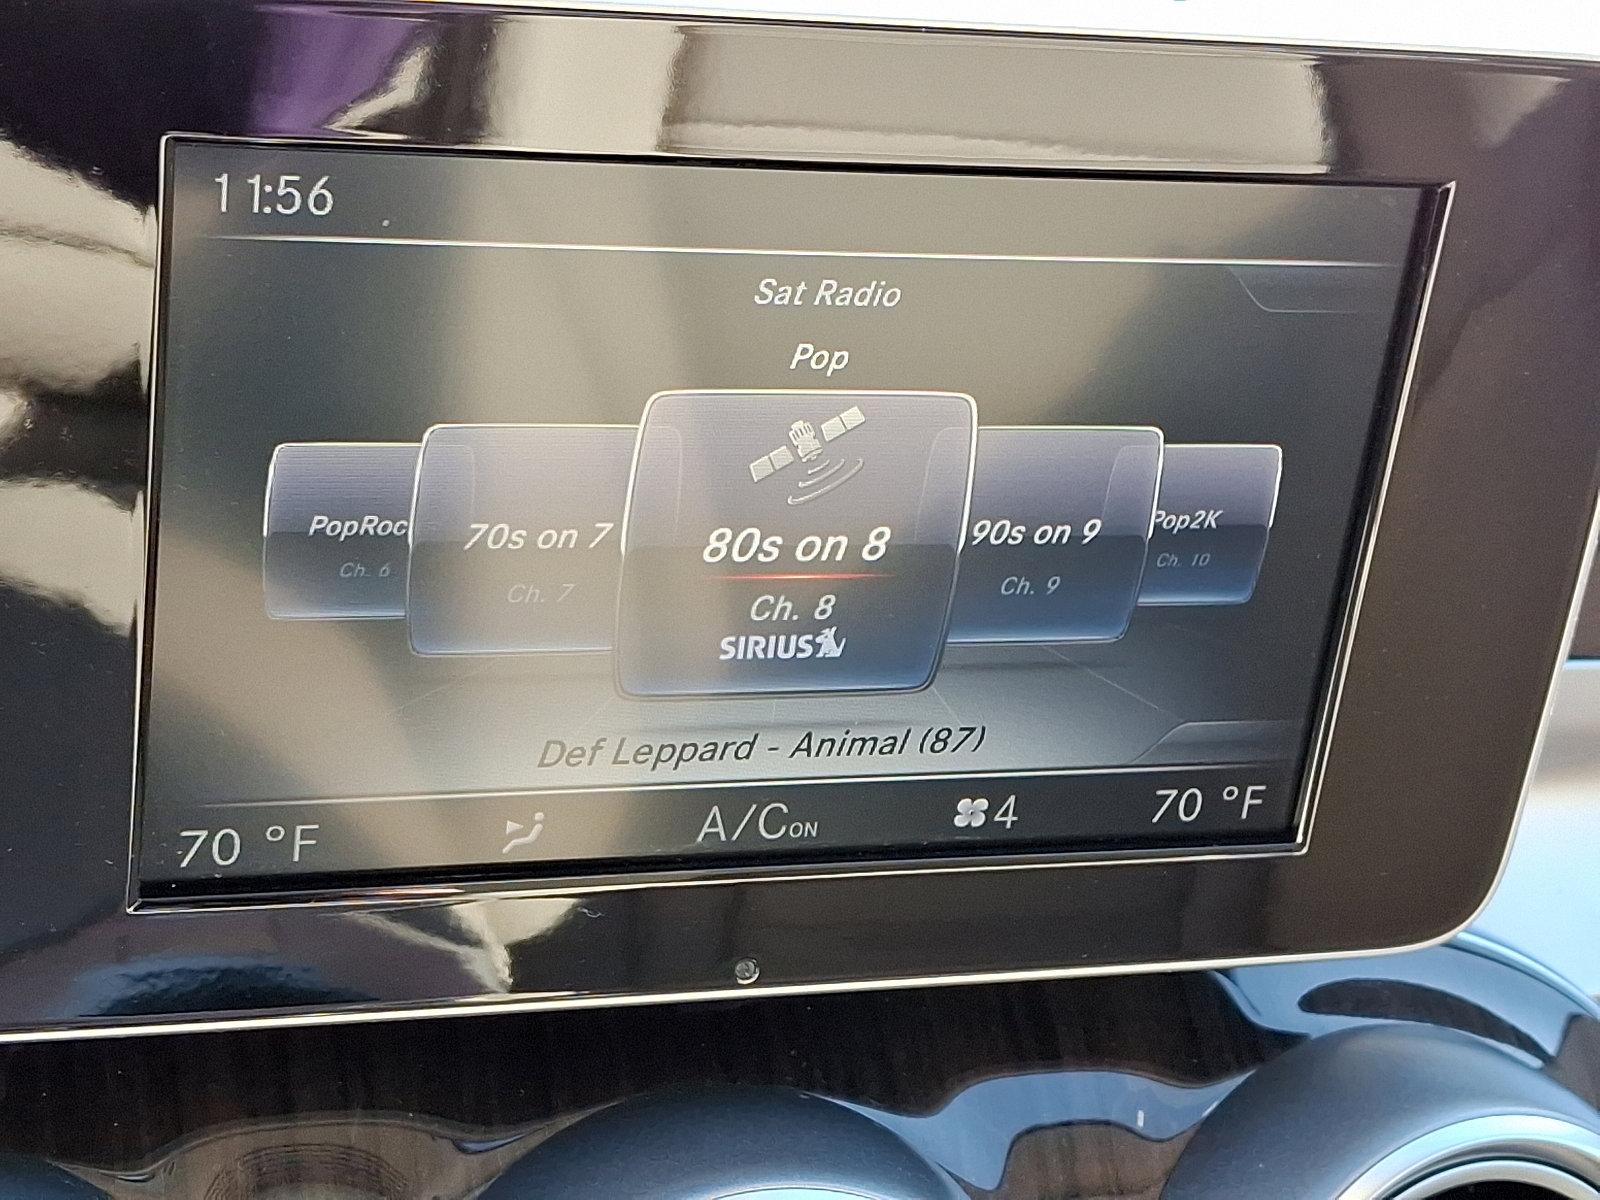 11:56
Sat Radio
Pop
PopRoc
Ch. 6
70s on 7
Ch. 7
80s on 8
Ch. 8
SIRIUS
90s on 9
Ch. 9
Pop2K
Ch. 10
Def Leppard - Animal (87)
70 °F
A/C ON
4
70 °F